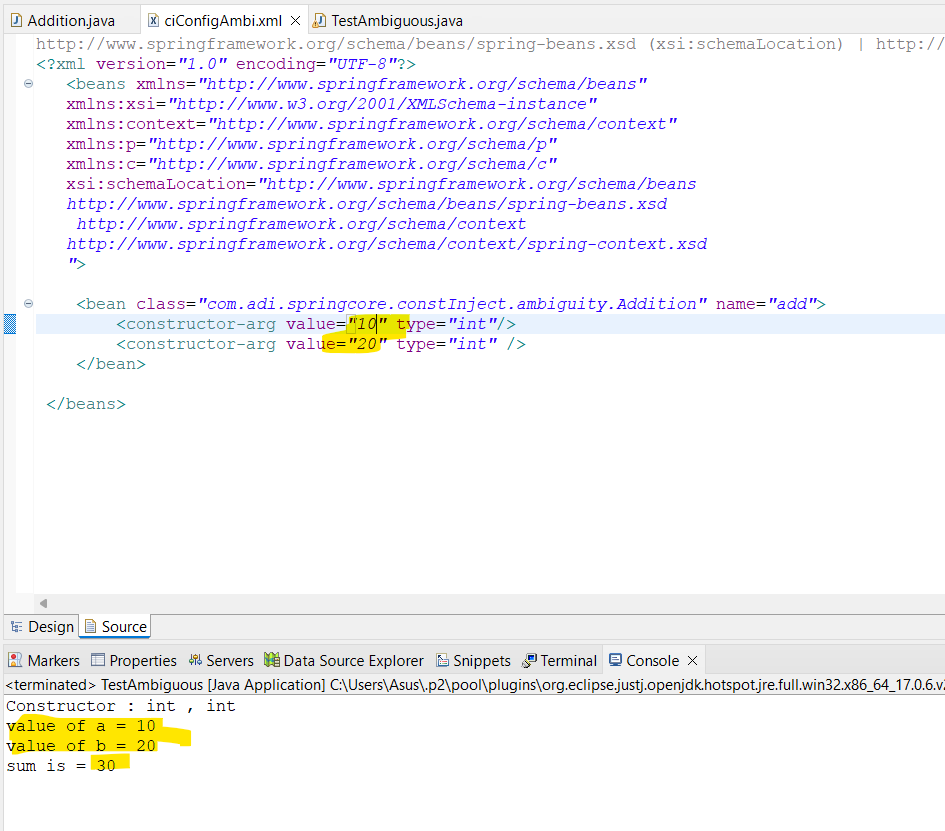 Addition.java ciConfigAmbi.xml TestAmbiguous.java
http://www.springframework.org/schema/beans/spring-beans.xsd (xsi:schemaLocation) | http://
<?xml version="1.0" encoding="UTF-8"?>
<beans xmlns="http://www.springframework.org/schema/beans"
xmlns:xsi="http://www.w3.org/2001/XMLSchema-instance"
xmlns:context="http://www.springframework.org/schema/context"
xmlns:p="http://www.springframework.org/schema/p"
xmlns:c="http://www.springframework.org/schema/c"
xsi:schemaLocation="http://www.springframework.org/schema/beans
http://www.springframework.org/schema/beans/spring-beans.xsd
http://www.springframework.org/schema/context
http://www.springframework.org/schema/context/spring-context.xsd
">
<bean class="com.adi.springcore.constInject.ambiguity.Addition" name="add">
<constructor-arg value="10" type="int"/>
<constructor-arg value="20" type="int" />
</bean>
</beans>
Design Source
Markers Properties Servers Data Source Explorer Snippets Terminal Console
<terminated> TestAmbiguous [Java Application] C:\Users\Asus\.p2\pool\plugins\org.eclipse.justj.openjdk.hotspot.jre.full.win32.x86_64_17.0.6.v2
Constructor : int , int
value of a = 10
value of b = 20
sum is = 30